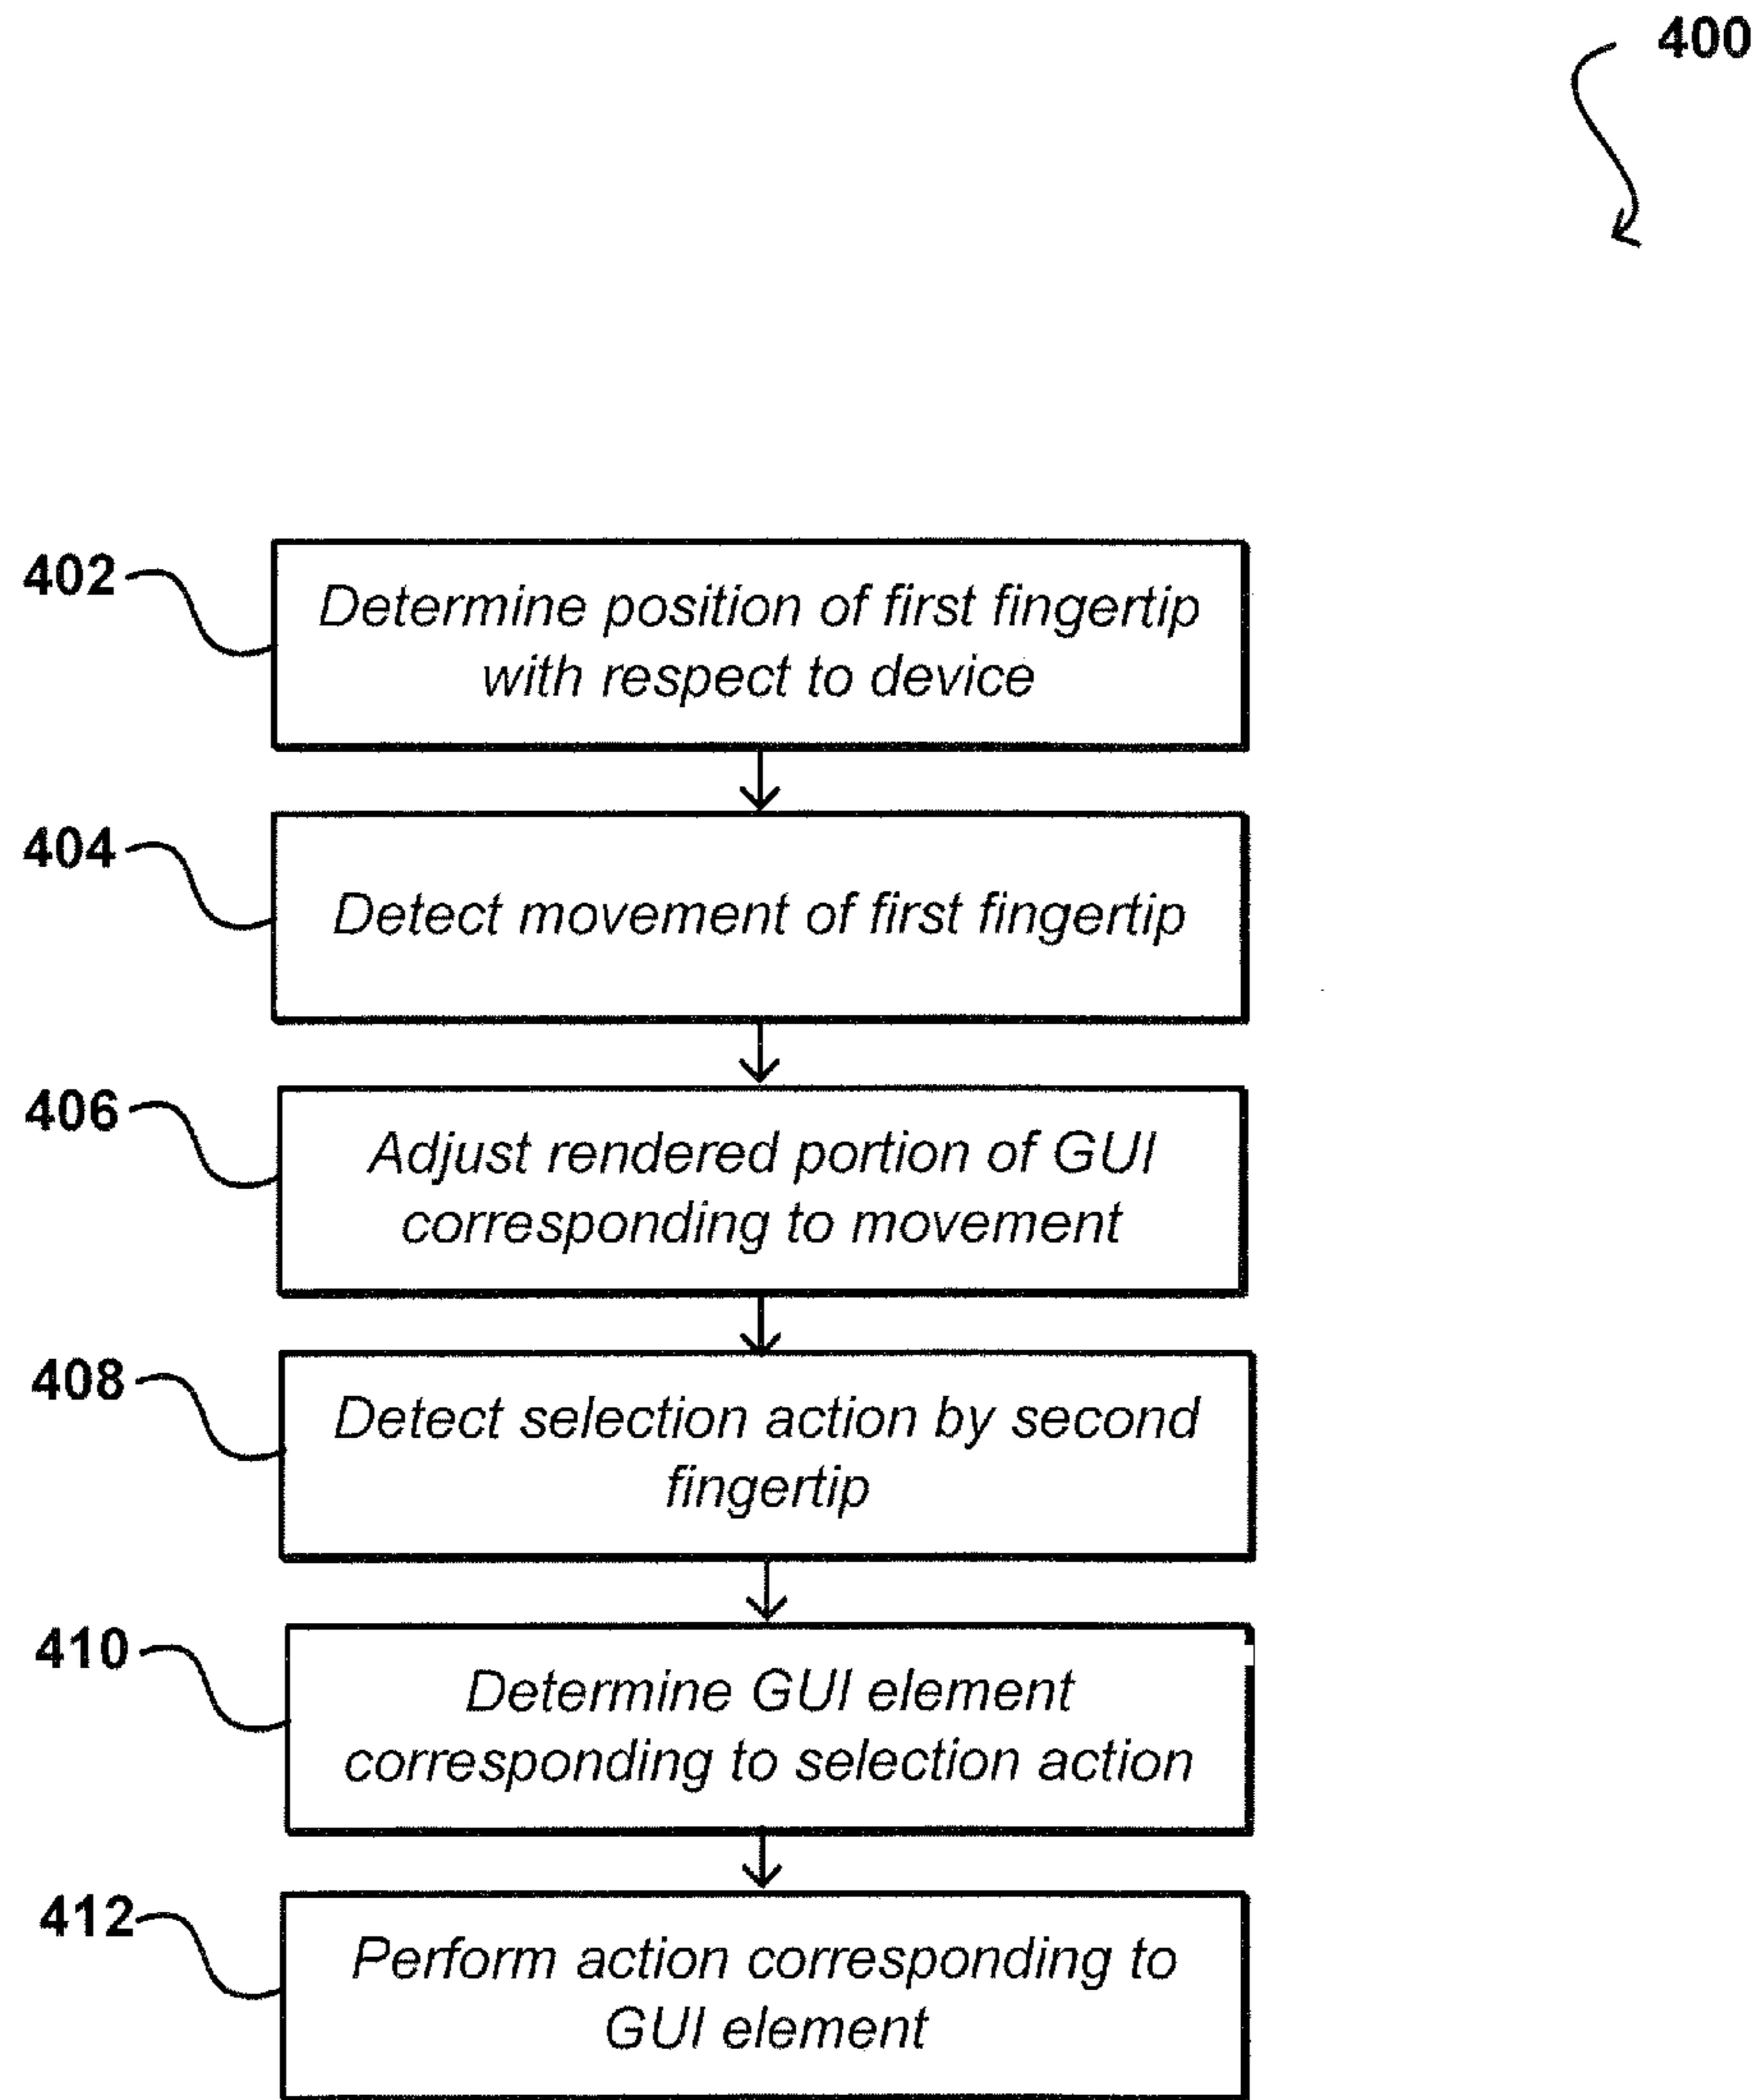 400
402
Determine position of first fingertip
with respect to device
404
Detect movement of first fingertip
406
Adjust rendered portion of GUI
corresponding to movement
408
Detect selection action by second
fingertip
410
Determine GUI element
corresponding to selection action
412
Perform action corresponding to
GUI element